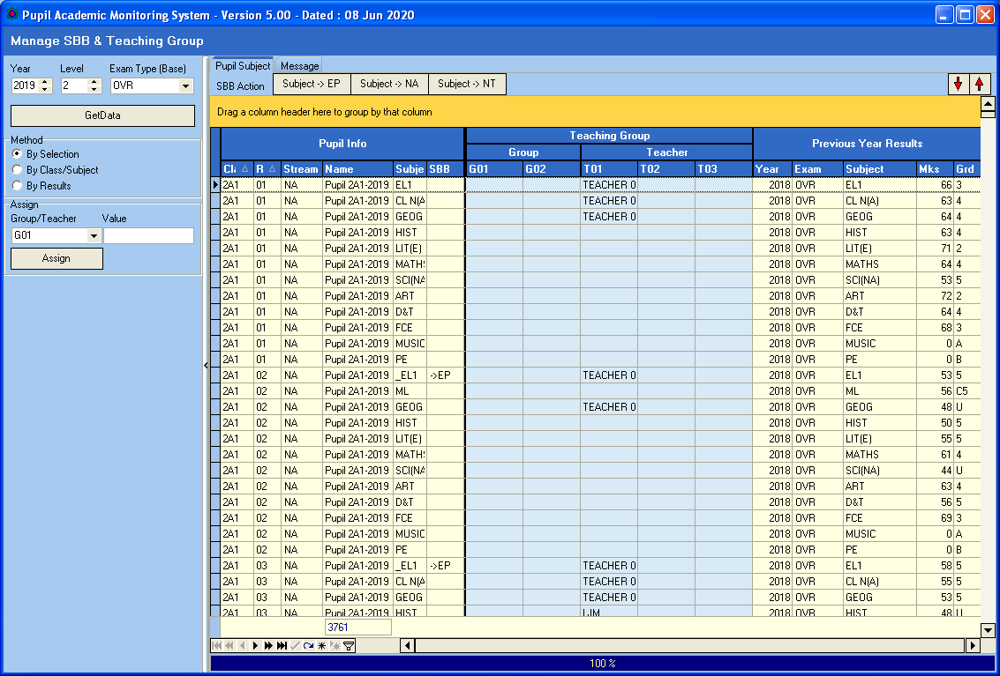 Pupil Academic Monitoring System - Version 5.00 - Dated : 08 Jun 2020
Manage SBB & Teaching Group
Year Level Exam Type (Base)
2019 2 OVR
GetData
Method
By Selection
By Class/Subject
By Results
Assign
Group/Teacher Value
G01
Assign
Pupil Subject Message
SBB Action Subject -> EP Subject -> NA Subject -> NT
Drag a column header here to group by that column
Pupil Info Teaching Group Previous Year Results
Group Teacher
Cla R Stream Name Subje SBB G01 G02 T01 T02 T03 Year Exam Subject Mks Grd
2A1 01 NA Pupil 2A1-2019 EL1 TEACHER 0 2018 OVR EL1 66 3
2A1 01 NA Pupil 2A1-2019 CL N(A) TEACHER 0 2018 OVR CL N(A) 63 4
2A1 01 NA Pupil 2A1-2019 GEOG TEACHER 0 2018 OVR GEOG 64 4
2A1 01 NA Pupil 2A1-2019 HIST 2018 OVR HIST 63 4
2A1 01 NA Pupil 2A1-2019 LIT(E) 2018 OVR LIT(E) 71 2
2A1 01 NA Pupil 2A1-2019 MATHS 2018 OVR MATHS 64 4
2A1 01 NA Pupil 2A1-2019 SCI(NA 2018 OVR SCI(NA) 53 5
2A1 01 NA Pupil 2A1-2019 ART 2018 OVR ART 72 2
2A1 01 NA Pupil 2A1-2019 D&T 2018 OVR D&T 64 4
2A1 01 NA Pupil 2A1-2019 FCE 2018 OVR FCE 68 3
2A1 01 NA Pupil 2A1-2019 MUSIC 2018 OVR MUSIC 0 A
2A1 01 NA Pupil 2A1-2019 PE 2018 OVR PE 0 B
2A1 02 NA Pupil 2A1-2019 _EL1 ->EP TEACHER 0 2018 OVR EL1 53 5
2A1 02 NA Pupil 2A1-2019 ML 2018 OVR ML 56 C5
2A1 02 NA Pupil 2A1-2019 GEOG TEACHER 0 2018 OVR GEOG 48 U
2A1 02 NA Pupil 2A1-2019 HIST 2018 OVR HIST 50 5
2A1 02 NA Pupil 2A1-2019 LIT(E) 2018 OVR LIT(E) 55 5
2A1 02 NA Pupil 2A1-2019 MATHS 2018 OVR MATHS 61 4
2A1 02 NA Pupil 2A1-2019 SCI(NA 2018 OVR SCI(NA) 44 U
2A1 02 NA Pupil 2A1-2019 ART 2018 OVR ART 63 4
2A1 02 NA Pupil 2A1-2019 D&T 2018 OVR D&T 56 5
2A1 02 NA Pupil 2A1-2019 FCE 2018 OVR FCE 69 3
2A1 02 NA Pupil 2A1-2019 MUSIC 2018 OVR MUSIC 0 A
2A1 02 NA Pupil 2A1-2019 PE 2018 OVR PE 0 B
2A1 03 NA Pupil 2A1-2019 _EL1 ->EP TEACHER 0 2018 OVR EL1 58 5
2A1 03 NA Pupil 2A1-2019 CL N(A TEACHER 0 2018 OVR CL N(A) 55 5
2A1 03 NA Pupil 2A1-2019 GEOG TEACHER 0 2018 OVR GEOG 53 5
2A1 03 NA Pupil 2A1-2019 HIST 2018 OVR HIST 48 U
3761
100 %